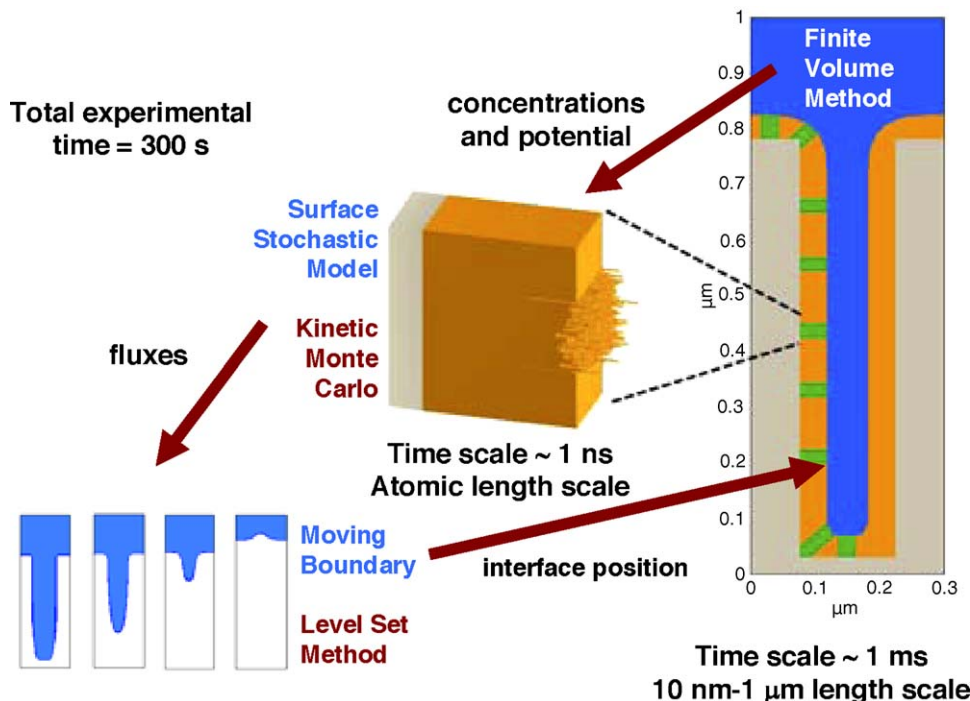 Total experimental
time = 300 s
concentrations
and potential
Finite
Volume
Method
Surface
Stochastic
Model
Kinetic
Monte
Carlo
fluxes
Time scale ~ 1 ns
Atomic length scale
Moving
Boundary
Level Set
Method
interface position
1
0.9
0.8
0.7
0.6
0.5
0.4
0.3
0.2
0.1
0
μm
0 0.1 0.2 0.3
μm
Time scale ~ 1 ms
10 nm-1 μm length scale